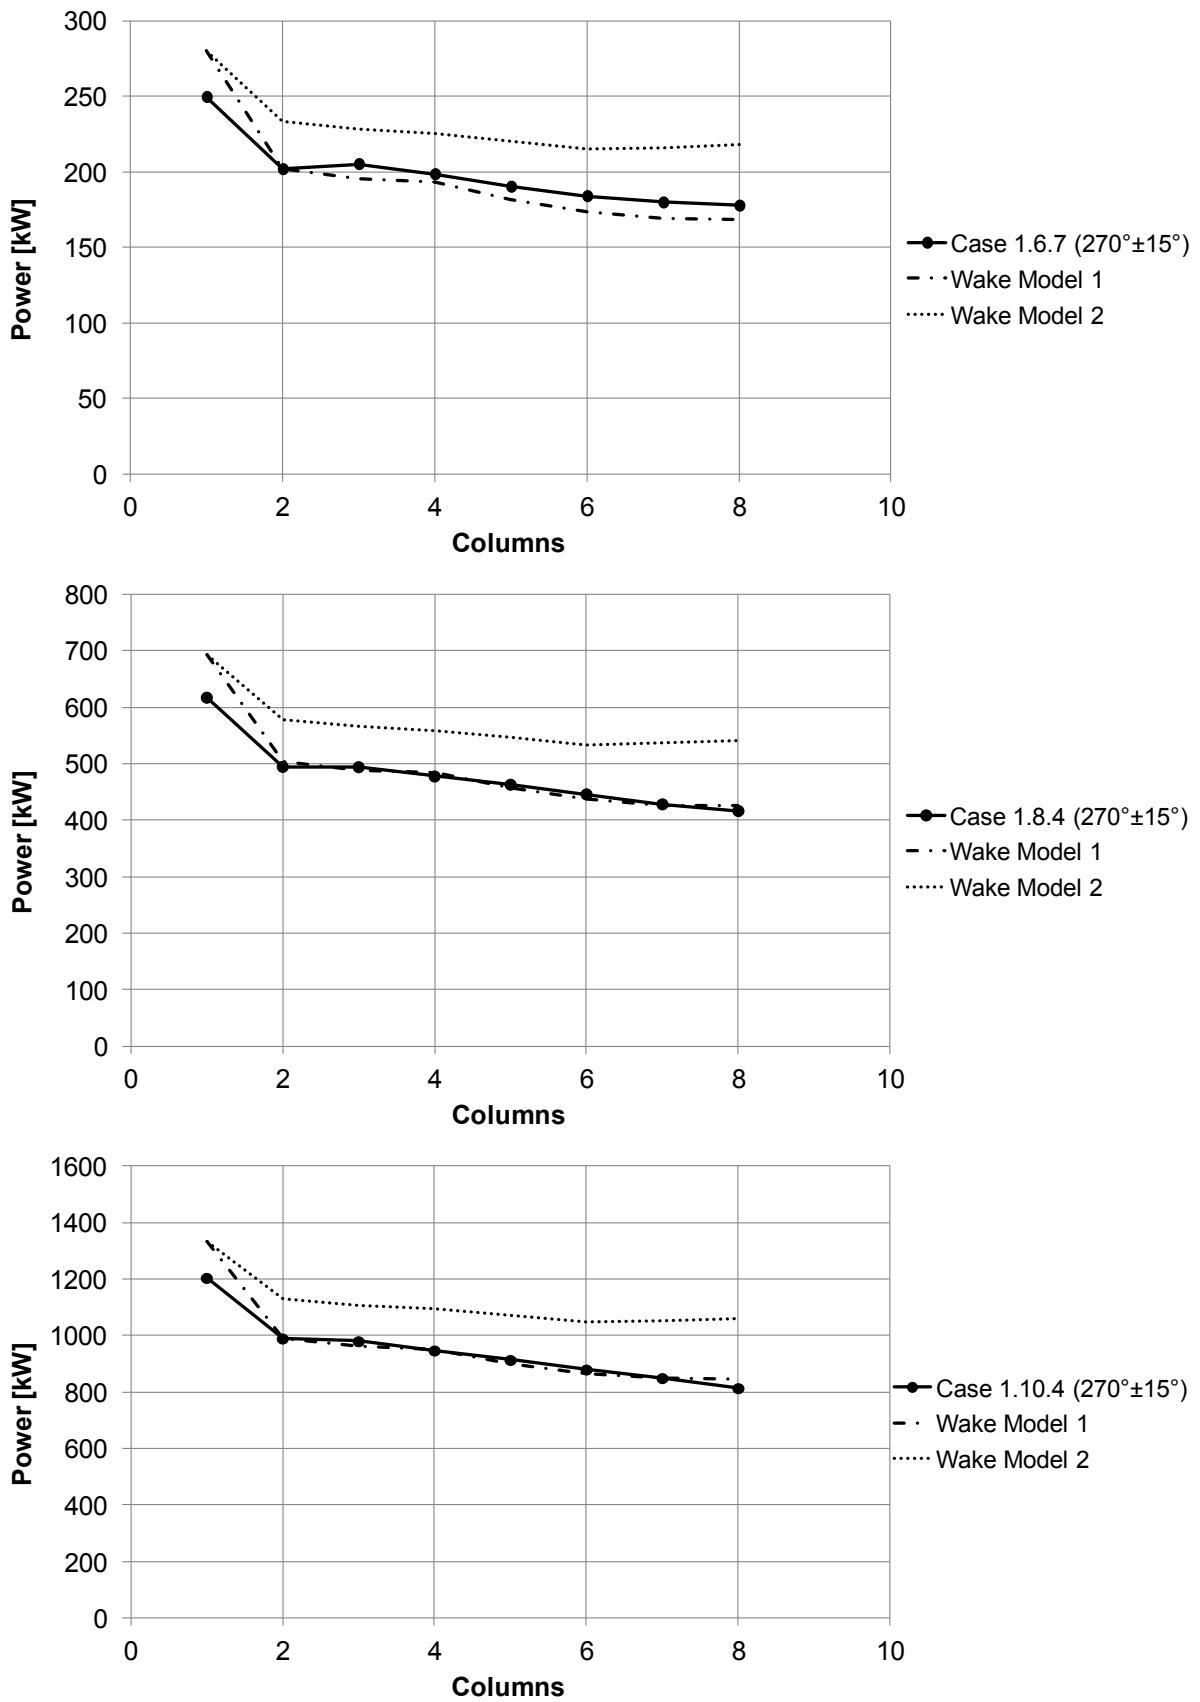 300
250
200
150
100
50
0
0 2 4 6 8 10
Power [kW]
Columns
Case 1.6.7 (270°±15°)
Wake Model 1
Wake Model 2
800
700
600
500
400
300
200
100
0
0 2 4 6 8 10
Power [kW]
Columns
Case 1.8.4 (270°±15°)
Wake Model 1
Wake Model 2
1600
1400
1200
1000
800
600
400
200
0
0 2 4 6 8 10
Power [kW]
Columns
Case 1.10.4 (270°±15°)
Wake Model 1
Wake Model 2